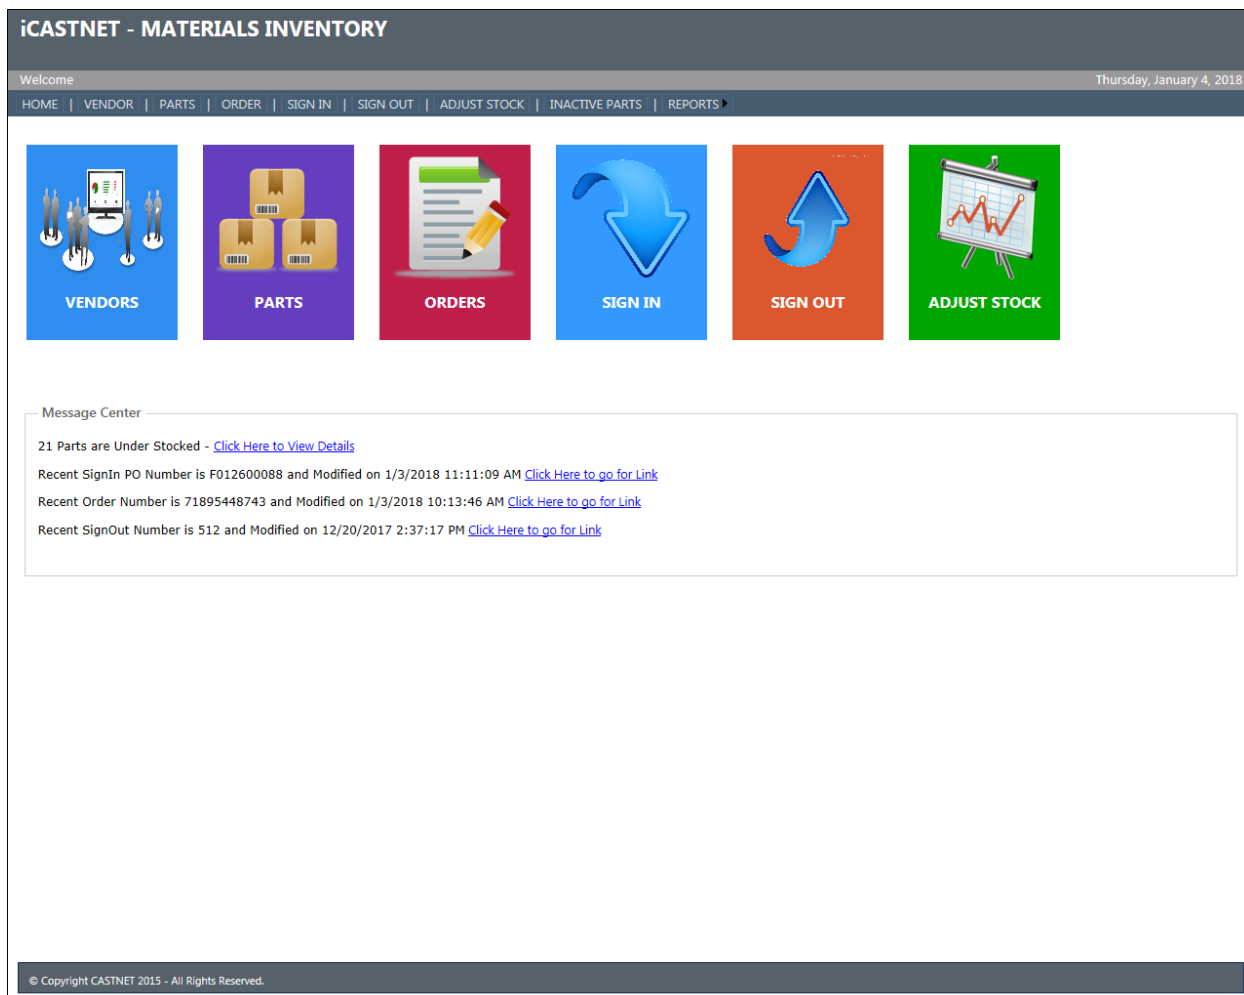 iCASTNET - MATERIALS INVENTORY
Welcome Thursday, January 4, 2018
HOME | VENDOR | PARTS | ORDER | SIGN IN | SIGN OUT | ADJUST STOCK | INACTIVE PARTS | REPORTS
VENDORS PARTS ORDERS SIGN IN SIGN OUT ADJUST STOCK
Message Center
21 Parts are Under Stocked - Click Here to View Details
Recent SignIn PO Number is F012600088 and Modified on 1/3/2018 11:11:09 AM Click Here to go for Link
Recent Order Number is 71895448743 and Modified on 1/3/2018 10:13:46 AM Click Here to go for Link
Recent SignOut Number is 512 and Modified on 12/20/2017 2:37:17 PM Click Here to go for Link
© Copyright CASTNET 2015 - All Rights Reserved.